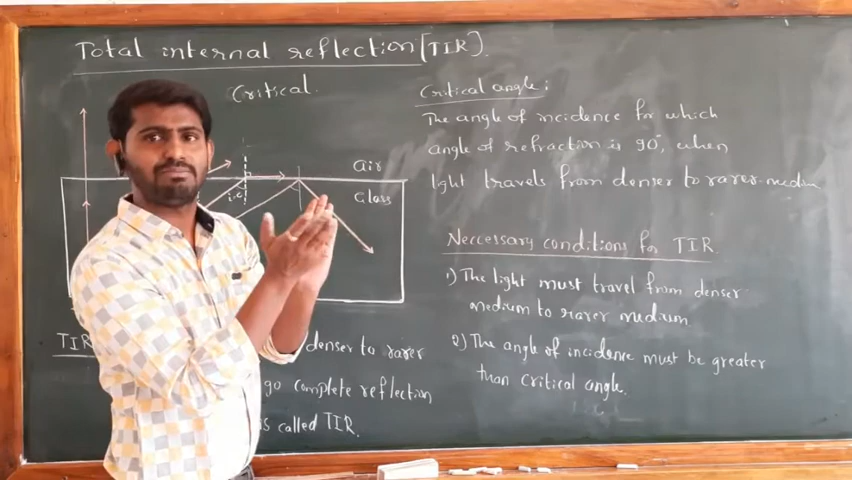 Total internal reflection [TIR].
Critical.
air
Glass
i=c
Critical angle:
The angle of incidence for which
angle of refraction is 90°, when
light travels from denser to rarer medium
Neccessary conditions for TIR.
1) The light must travel from denser
medium to rarer medium
2) The angle of incidence must be greater
than critical angle.
TIR
denser to rarer
go complete reflection
is called TIR.